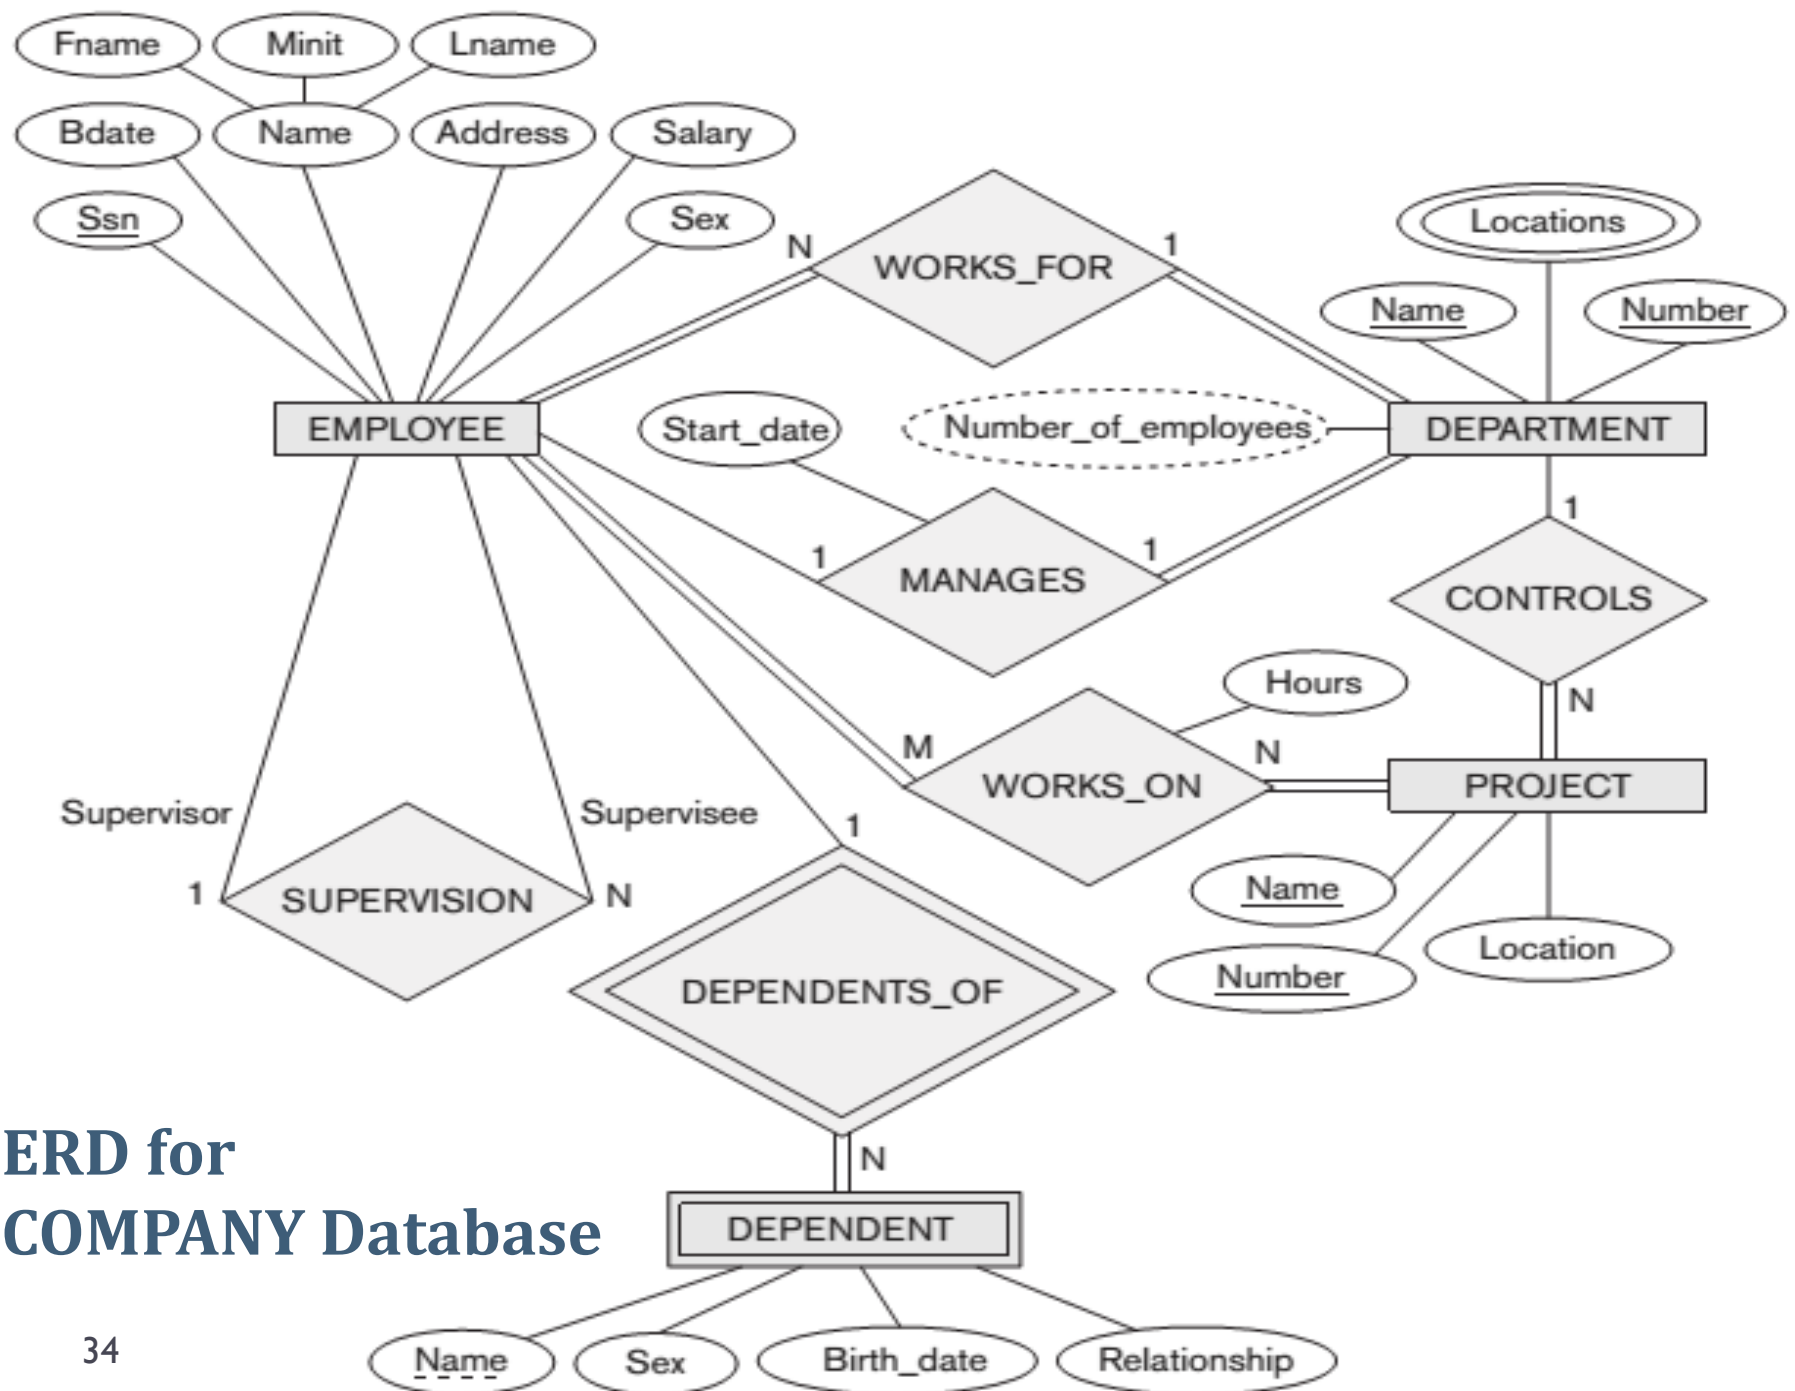 Fname
Minit
Lname
Bdate
Name
Address
Salary
Ssn
Sex
N
WORKS_FOR
1
Locations
Name
Number
EMPLOYEE
Start_date
Number_of_employees
DEPARTMENT
1
MANAGES
1
1
CONTROLS
N
Hours
M
WORKS_ON
N
PROJECT
Supervisor
Supervisee
1
SUPERVISION
N
1
Name
Number
Location
DEPENDENTS_OF
N
ERD for
COMPANY Database
DEPENDENT
34
Name
Sex
Birth_date
Relationship